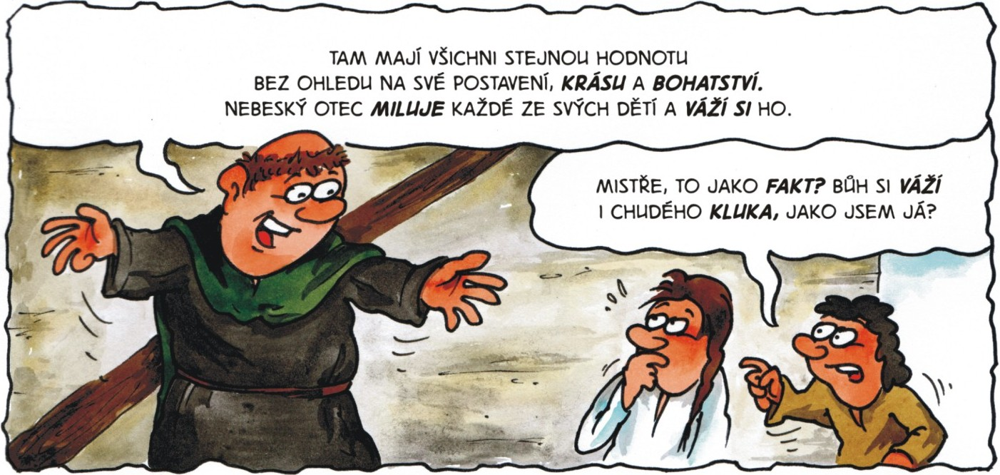 TAM MAJÍ VŠICHNI STEJNOU HODNOTU
BEZ OHLEDU NA SVÉ POSTAVENÍ, KRÁSU A BOHATSTVÍ.
NEBESKÝ OTEC MILUJE KAŽDÉ ZE SVÝCH DĚTÍ A VÁŽÍ SI HO.
MISTŘE, TO JAKO FAKT? BŮH SI VÁŽÍ
I CHUDÉHO KLUKA, JAKO JSEM JÁ?